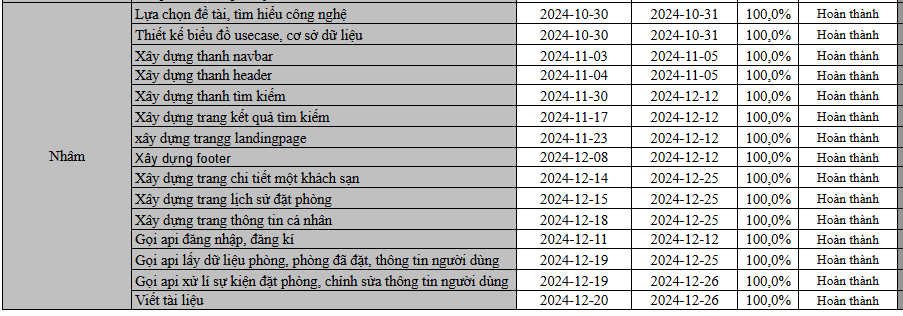 Lựa chọn đề tài, tìm hiểu công nghệ 2024-10-30 2024-10-31 100,0% Hoàn thành
Thiết kế biểu đồ usecase, cơ sở dữ liệu 2024-10-30 2024-10-31 100,0% Hoàn thành
Xây dựng thanh navbar 2024-11-03 2024-11-05 100,0% Hoàn thành
Xây dựng thanh header 2024-11-04 2024-11-05 100,0% Hoàn thành
Xây dựng thanh tìm kiếm 2024-11-30 2024-12-12 100,0% Hoàn thành
Xây dựng trang kết quả tìm kiếm 2024-11-17 2024-12-12 100,0% Hoàn thành
xây dựng trangg landingpage 2024-11-23 2024-12-12 100,0% Hoàn thành
Nhâm Xây dựng footer 2024-12-08 2024-12-12 100,0% Hoàn thành
Xây dựng trang chi tiết một khách sạn 2024-12-14 2024-12-25 100,0% Hoàn thành
Xây dựng trang lịch sử đặt phòng 2024-12-15 2024-12-25 100,0% Hoàn thành
Xây dựng trang thông tin cá nhân 2024-12-18 2024-12-25 100,0% Hoàn thành
Gọi api đăng nhập, đăng kí 2024-12-11 2024-12-12 100,0% Hoàn thành
Gọi api lấy dữ liệu phòng, phòng đã đặt, thông tin người dùng 2024-12-19 2024-12-25 100,0% Hoàn thành
Gọi api xử lí sự kiện đặt phòng, chỉnh sửa thông tin người dùng 2024-12-19 2024-12-26 100,0% Hoàn thành
Viết tài liệu 2024-12-20 2024-12-26 100,0% Hoàn thành